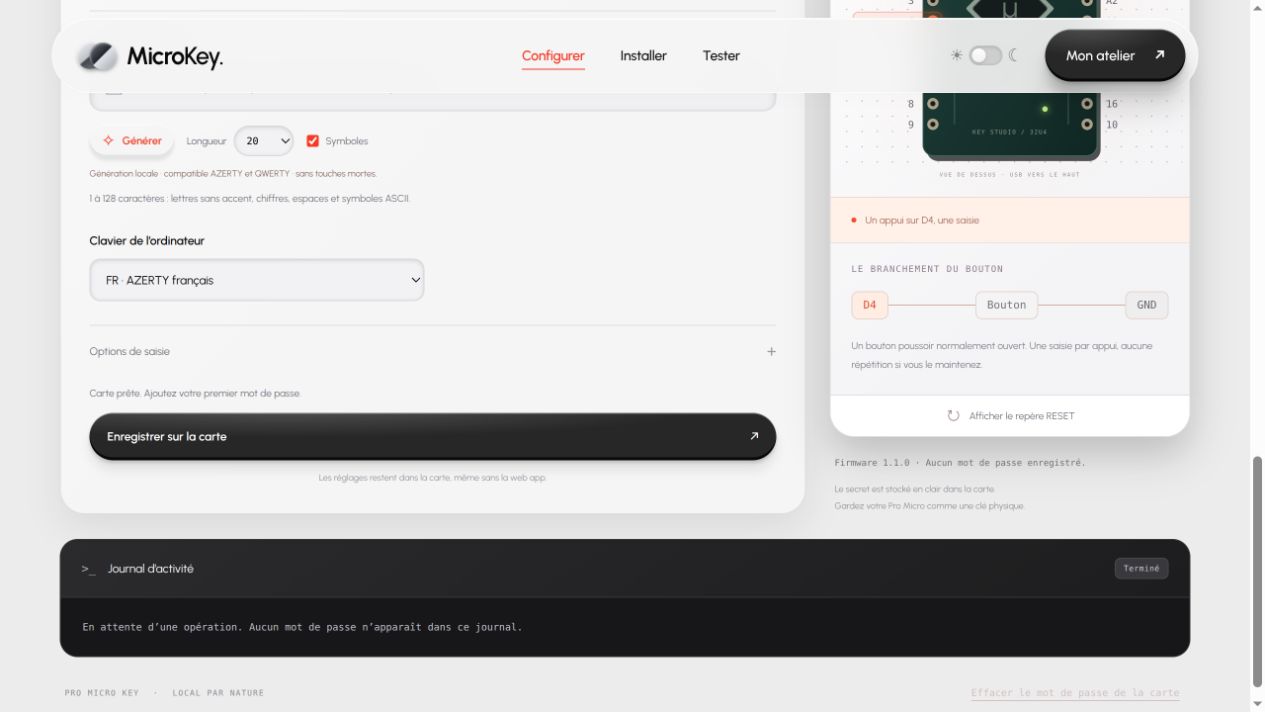 3
A2
MicroKey.
Configurer
Installer
Tester
Mon atelier
8
16
9
10
KEY STUDIO / 32U4
VUE DE DESSUS · USB VERS LE HAUT
Générer
Longueur
20
Symboles
Génération locale · compatible AZERTY et QWERTY · sans touches mortes.
1 à 128 caractères : lettres sans accent, chiffres, espaces et symboles ASCII.
Clavier de l'ordinateur
FR · AZERTY français
Options de saisie
Carte prête. Ajoutez votre premier mot de passe.
Enregistrer sur la carte
Les réglages restent dans la carte, même sans la web app.
Un appui sur D4, une saisie
LE BRANCHEMENT DU BOUTON
D4
Bouton
GND
Un bouton poussoir normalement ouvert. Une saisie par appui, aucune
répétition si vous le maintenez.
Afficher le repère RESET
Firmware 1.1.0 · Aucun mot de passe enregistré.
Le secret est stocké en clair dans la carte.
Gardez votre Pro Micro comme une clé physique.
>_ Journal d'activité
Terminé
En attente d’une opération. Aucun mot de passe n’apparaît dans ce journal.
PRO MICRO KEY · LOCAL PAR NATURE
Effacer le mot de passe de la carte